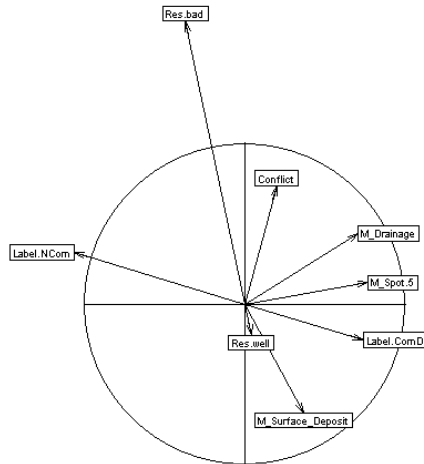 Res.bad
Conflict
M_Drainage
Label.NCom
M_Spot.5
Res.well
Label.ComD
M_Surface_Deposit